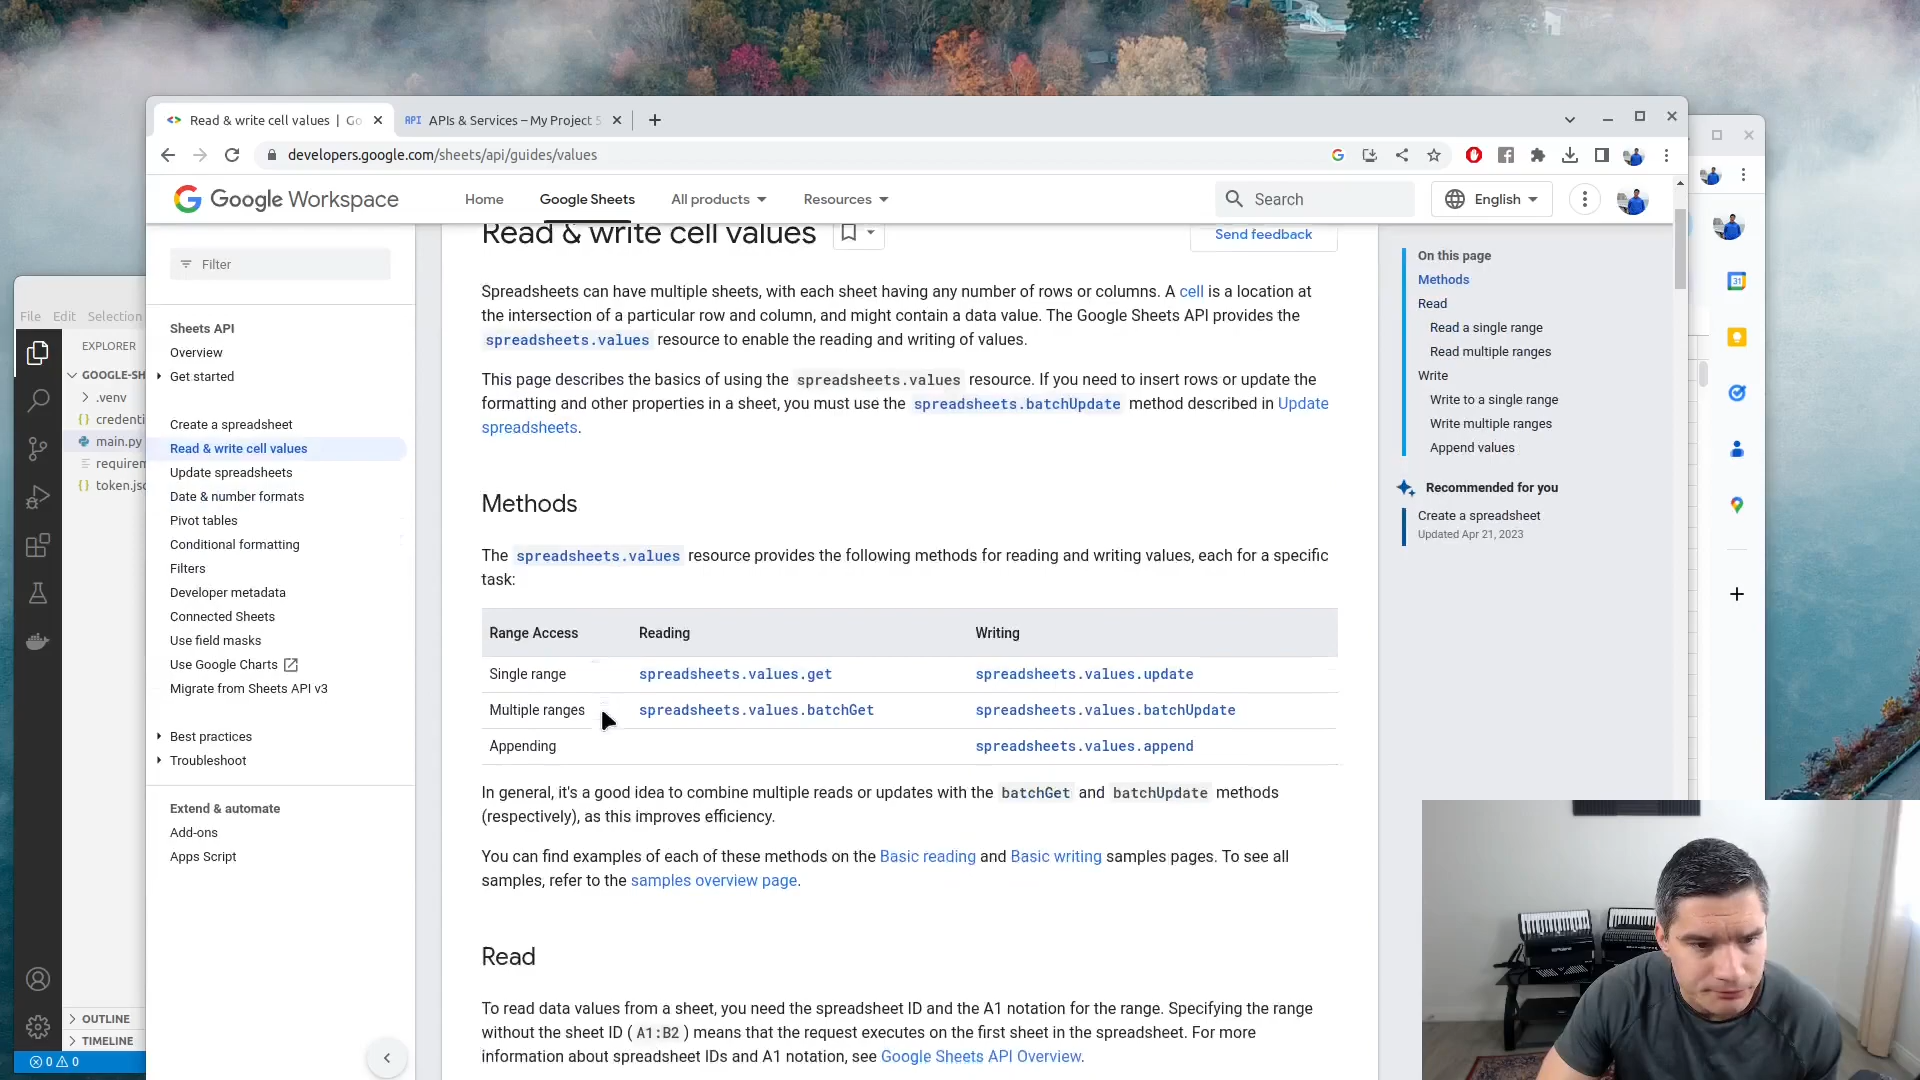 Read & write cell values | Go
APIs & Services – My Project 5
developers.google.com/sheets/api/guides/values
Google Workspace
Home
Google Sheets
All products
Resources
Search
English
File Edit Selection
EXPLORER
GOOGLE-SH
.venv
credenti
main.py
requirem
token.jsc
OUTLINE
TIMELINE
0 0
Filter
Sheets API
Overview
Get started
Create a spreadsheet
Read & write cell values
Update spreadsheets
Date & number formats
Pivot tables
Conditional formatting
Filters
Developer metadata
Connected Sheets
Use field masks
Use Google Charts
Migrate from Sheets API v3
Best practices
Troubleshoot
Extend & automate
Add-ons
Apps Script
Read & write cell values
Send feedback
Spreadsheets can have multiple sheets, with each sheet having any number of rows or columns. A cell is a location at
the intersection of a particular row and column, and might contain a data value. The Google Sheets API provides the
spreadsheets.values resource to enable the reading and writing of values.
This page describes the basics of using the spreadsheets.values resource. If you need to insert rows or update the
formatting and other properties in a sheet, you must use the spreadsheets.batchUpdate method described in Update
spreadsheets.
Methods
The spreadsheets.values resource provides the following methods for reading and writing values, each for a specific
task:
Range Access Reading Writing
Single range spreadsheets.values.get spreadsheets.values.update
Multiple ranges spreadsheets.values.batchGet spreadsheets.values.batchUpdate
Appending spreadsheets.values.append
In general, it's a good idea to combine multiple reads or updates with the batchGet and batchUpdate methods
(respectively), as this improves efficiency.
You can find examples of each of these methods on the Basic reading and Basic writing samples pages. To see all
samples, refer to the samples overview page.
Read
To read data values from a sheet, you need the spreadsheet ID and the A1 notation for the range. Specifying the range
without the sheet ID ( A1:B2 ) means that the request executes on the first sheet in the spreadsheet. For more
information about spreadsheet IDs and A1 notation, see Google Sheets API Overview.
On this page
Methods
Read
Read a single range
Read multiple ranges
Write
Write to a single range
Write multiple ranges
Append values
Recommended for you
Create a spreadsheet
Updated Apr 21, 2023
31